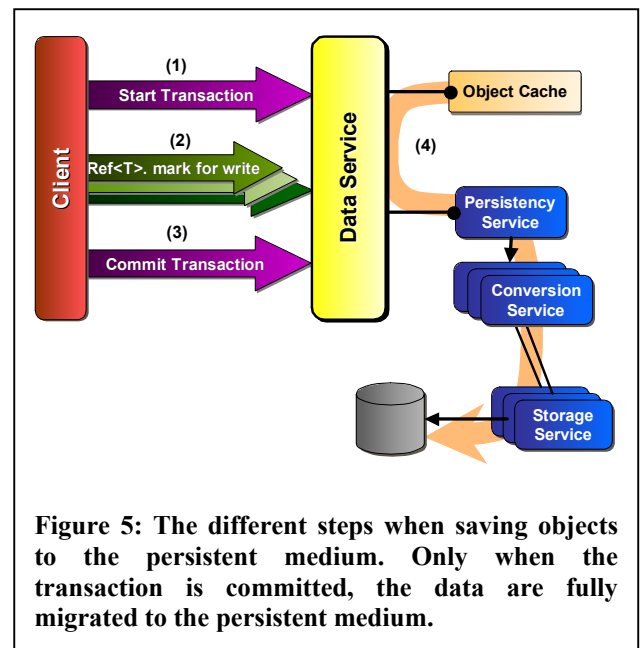 Client
(1)
Start Transaction
(2)
Ref<T>. mark for write
(3)
Commit Transaction
Data Service
Object Cache
(4)
Persistency
Service
Conversion
Service
Storage
Service
Figure 5: The different steps when saving objects
to the persistent medium. Only when the
transaction is committed, the data are fully
migrated to the persistent medium.